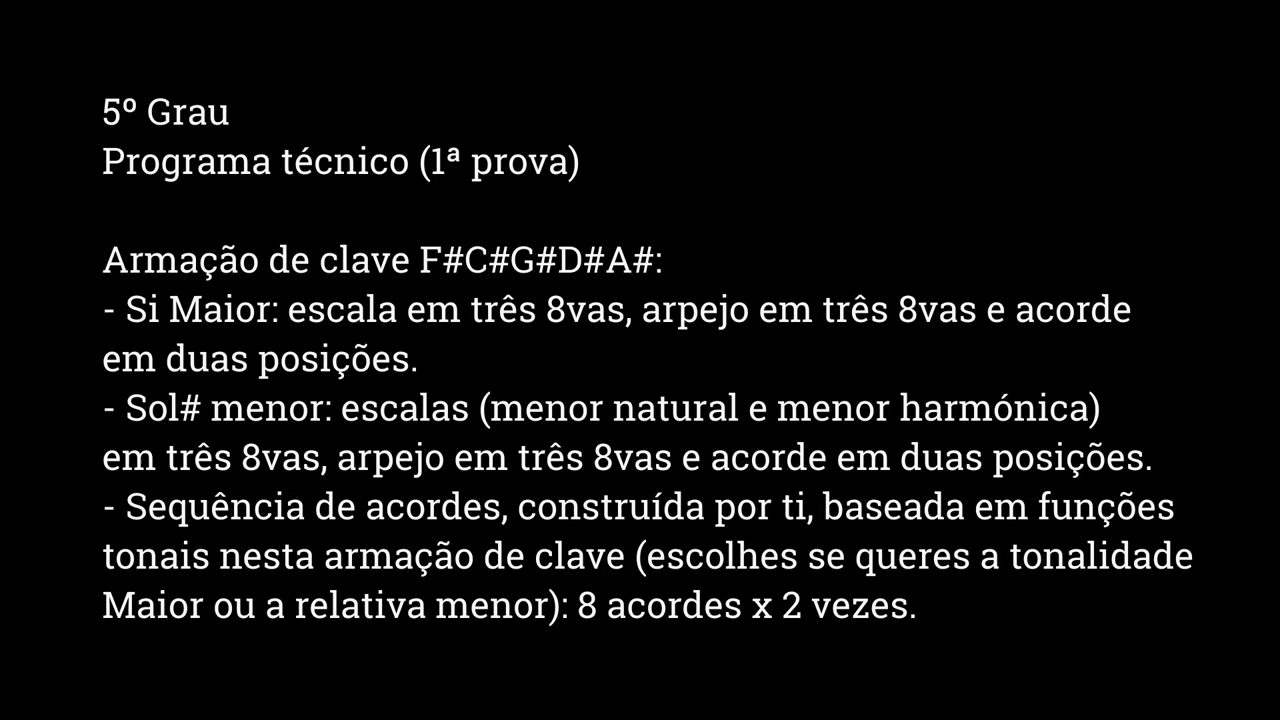 5º Grau
Programa técnico (1ª prova)
Armação de clave F#C#G#D#A#:
- Si Maior: escala em três 8vas, arpejo em três 8vas e acorde
em duas posições.
- Sol# menor: escalas (menor natural e menor harmónica)
em três 8vas, arpejo em três 8vas e acorde em duas posições.
- Sequência de acordes, construída por ti, baseada em funções
tonais nesta armação de clave (escolhes se queres a tonalidade
Maior ou a relativa menor): 8 acordes x 2 vezes.